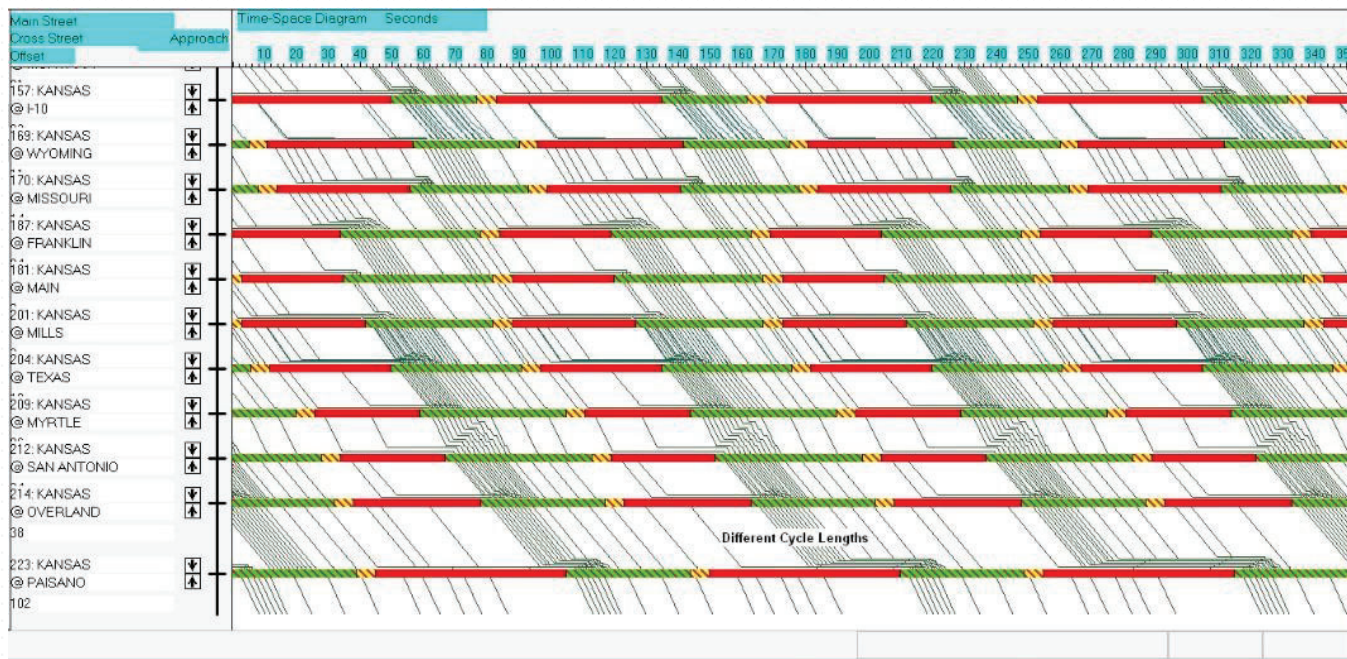 Main Street
Time-Space Diagram Seconds
Cross Street Approach
Offset
10 20 30 40 50 60 70 80 90 100 110 120 130 140 150 160 170 180 190 200 210 220 230 240 250 260 270 280 290 300 310 320 330 340
157: KANSAS
@ I-10
169: KANSAS
@ WYOMING
170: KANSAS
@ MISSOURI
187: KANSAS
@ FRANKLIN
181: KANSAS
@ MAIN
201: KANSAS
@ MILLS
204: KANSAS
@ TEXAS
209: KANSAS
@ MYRTLE
212: KANSAS
@ SAN ANTONIO
214: KANSAS
@ OVERLAND
38
Different Cycle Lengths
223: KANSAS
@ PAISANO
102